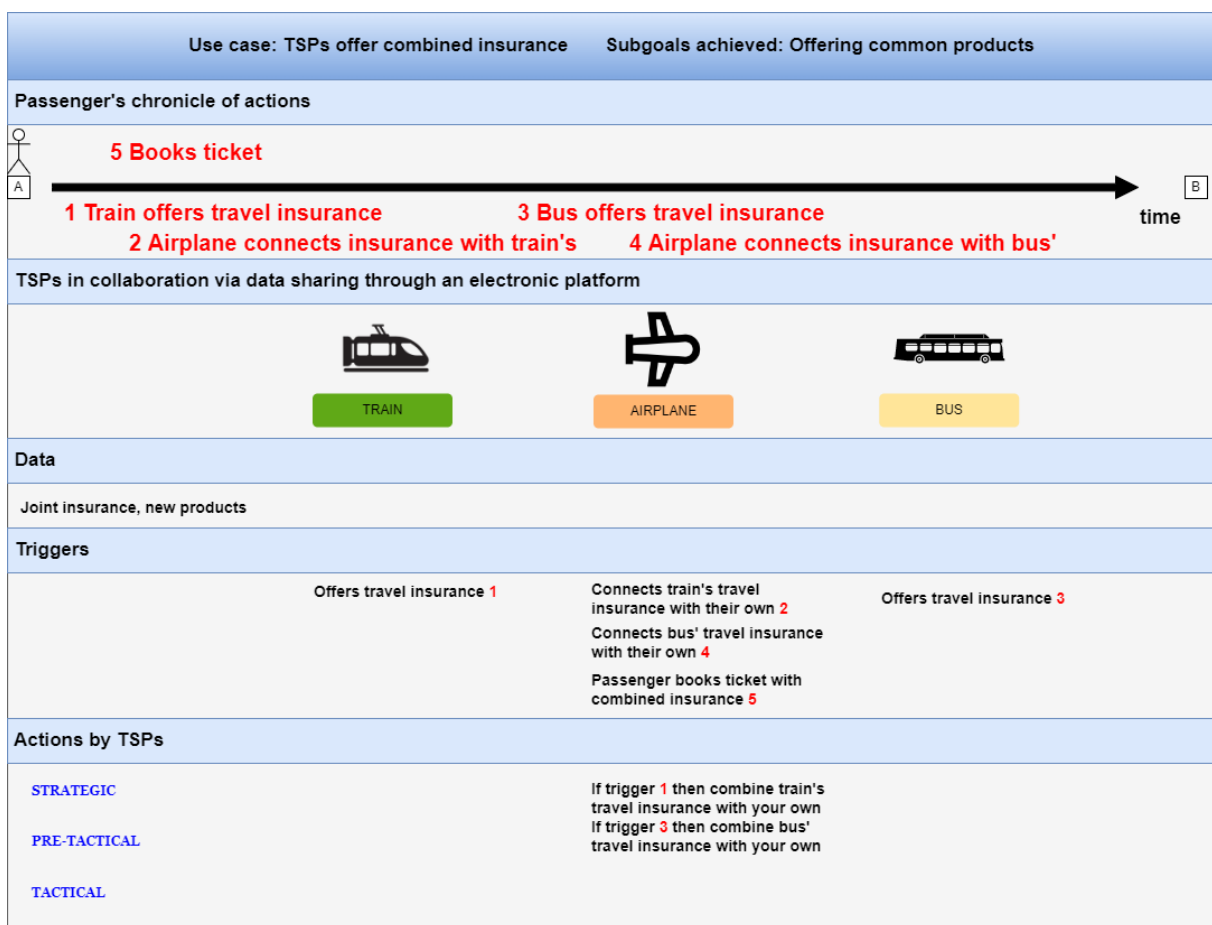 Use case: TSPs offer combined insurance Subgoals achieved: Offering common products
Passenger's chronicle of actions
5 Books ticket
A
B
1 Train offers travel insurance 3 Bus offers travel insurance
time
2 Airplane connects insurance with train's 4 Airplane connects insurance with bus'
TSPs in collaboration via data sharing through an electronic platform
TRAIN
AIRPLANE
BUS
Data
Joint insurance, new products
Triggers
Offers travel insurance 1
Connects train's travel
insurance with their own 2
Connects bus' travel insurance
with their own 4
Passenger books ticket with
combined insurance 5
Offers travel insurance 3
Actions by TSPs
STRATEGIC
PRE-TACTICAL
TACTICAL
If trigger 1 then combine train's
travel insurance with your own
If trigger 3 then combine bus'
travel insurance with your own